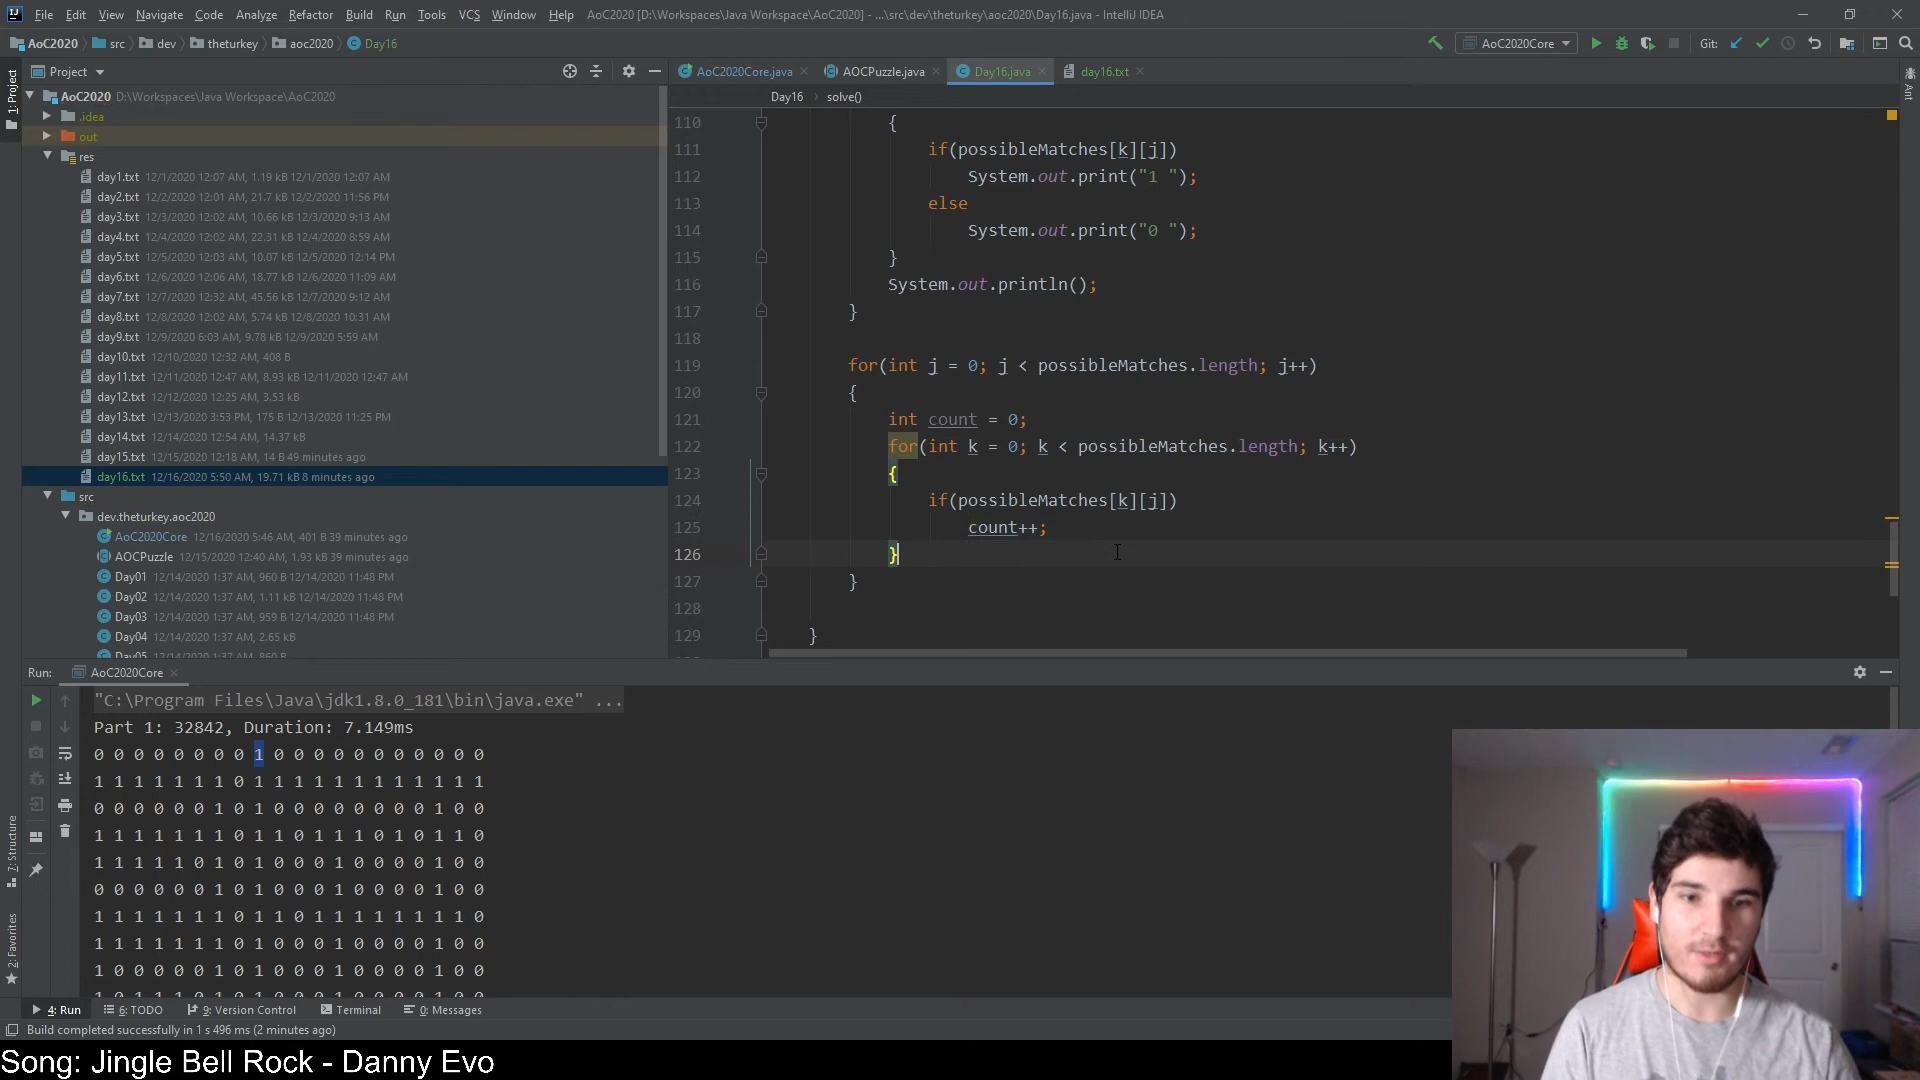 File Edit View Navigate Code Analyze Refactor Build Run Tools VCS Window Help AoC2020 [D:\Workspaces\Java Workspace\AoC2020] - ...\src\dev\theturkey\aoc2020\Day16.java - IntelliJ IDEA
AoC2020 src dev theturkey aoc2020 Day16 AoC2020Core Git:
Project
AoC2020Core.java AOCPuzzle.java Day16.java day16.txt
1: Project
Ant
Day16 solve()
AoC2020 D:\Workspaces\Java Workspace\AoC2020
.idea
out
res
day1.txt 12/1/2020 12:07 AM, 1.19 kB 12/1/2020 12:07 AM
day2.txt 12/2/2020 12:01 AM, 21.7 kB 12/2/2020 11:56 PM
day3.txt 12/3/2020 12:02 AM, 10.66 kB 12/3/2020 9:13 AM
day4.txt 12/4/2020 12:02 AM, 22.31 kB 12/4/2020 8:59 AM
day5.txt 12/5/2020 12:03 AM, 10.07 kB 12/5/2020 12:14 PM
day6.txt 12/6/2020 12:06 AM, 18.77 kB 12/6/2020 11:09 AM
day7.txt 12/7/2020 12:32 AM, 45.56 kB 12/7/2020 9:12 AM
day8.txt 12/8/2020 12:02 AM, 5.74 kB 12/8/2020 10:31 AM
day9.txt 12/9/2020 6:03 AM, 9.78 kB 12/9/2020 5:59 AM
day10.txt 12/10/2020 12:32 AM, 408 B
day11.txt 12/11/2020 12:47 AM, 8.93 kB 12/11/2020 12:47 AM
day12.txt 12/12/2020 12:25 AM, 3.53 kB
day13.txt 12/13/2020 3:53 PM, 175 B 12/13/2020 11:25 PM
day14.txt 12/14/2020 12:54 AM, 14.37 kB
day15.txt 12/15/2020 12:18 AM, 14 B 49 minutes ago
day16.txt 12/16/2020 5:50 AM, 19.71 kB 8 minutes ago
src
dev.theturkey.aoc2020
AoC2020Core 12/16/2020 5:46 AM, 401 B 39 minutes ago
AOCPuzzle 12/15/2020 12:40 AM, 1.93 kB 39 minutes ago
Day01 12/14/2020 1:37 AM, 960 B 12/14/2020 11:48 PM
Day02 12/14/2020 1:37 AM, 1.11 kB 12/14/2020 11:48 PM
Day03 12/14/2020 1:37 AM, 959 B 12/14/2020 11:48 PM
Day04 12/14/2020 1:37 AM, 2.65 kB
Day05 12/14/2020 1:37 AM, 860 B
110 {
111 if(possibleMatches[k][j])
112 System.out.print("1 ");
113 else
114 System.out.print("0 ");
115 }
116 System.out.println();
117 }
118
119 for(int j = 0; j < possibleMatches.length; j++)
120 {
121 int count = 0;
122 for(int k = 0; k < possibleMatches.length; k++)
123 {
124 if(possibleMatches[k][j])
125 count++;
126 }
127 }
128
129 }
Run: AoC2020Core
"C:\Program Files\Java\jdk1.8.0_181\bin\java.exe" ...
Part 1: 32842, Duration: 7.149ms
0 0 0 0 0 0 0 0 1 0 0 0 0 0 0 0 0 0 0 0
1 1 1 1 1 1 1 0 1 1 1 1 1 1 1 1 1 1 1 1
0 0 0 0 0 0 1 0 1 0 0 0 0 0 0 0 0 1 0 0
1 1 1 1 1 1 1 0 1 1 0 1 1 1 0 1 0 1 1 0
1 1 1 1 1 0 1 0 1 0 0 0 1 0 0 0 0 1 0 0
0 0 0 0 0 0 1 0 1 0 0 0 1 0 0 0 0 1 0 0
1 1 1 1 1 1 1 0 1 1 0 1 1 1 1 1 1 1 1 0
1 1 1 1 1 1 1 0 1 0 0 0 1 0 0 0 0 1 0 0
1 0 0 0 0 0 1 0 1 0 0 0 1 0 0 0 0 1 0 0
7: Structure
2: Favorites
4: Run 6: TODO 9: Version Control Terminal 0: Messages
Build completed successfully in 1 s 496 ms (2 minutes ago)
Song: Jingle Bell Rock - Danny Evo